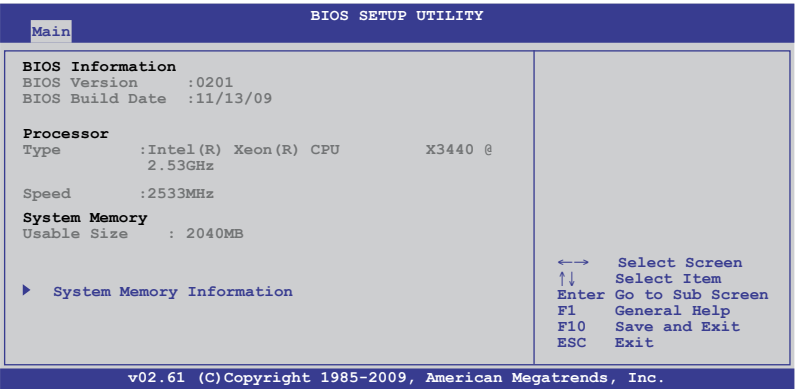 BIOS SETUP UTILITY
Main
BIOS Information
BIOS Version :0201
BIOS Build Date :11/13/09
Processor
Type :Intel(R) Xeon(R) CPU X3440 @
2.53GHz
Speed :2533MHz
System Memory
Usable Size : 2040MB
System Memory Information
←→ Select Screen
↑↓ Select Item
Enter Go to Sub Screen
F1 General Help
F10 Save and Exit
ESC Exit
v02.61 (C)Copyright 1985-2009, American Megatrends, Inc.